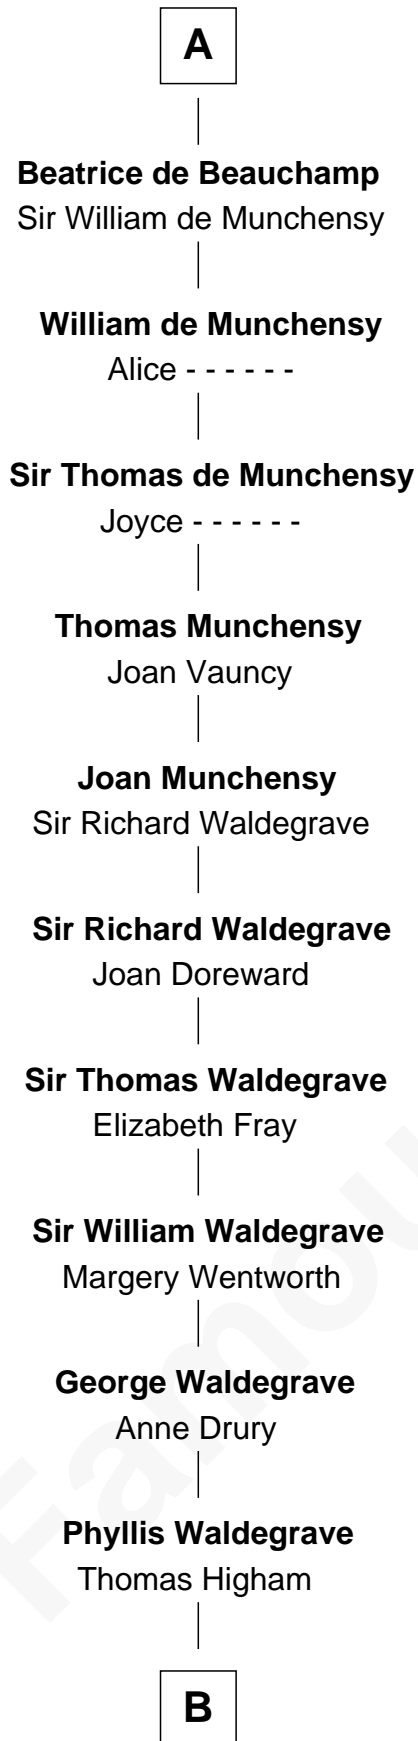 A
Beatrice de Beauchamp
Sir William de Munchensy
William de Munchensy
Alice - - - - - -
Sir Thomas de Munchensy
Joyce - - - - - -
Thomas Munchensy
Joan Vauncy
Joan Munchensy
Sir Richard Waldegrave
Sir Richard Waldegrave
Joan Doreward
Sir Thomas Waldegrave
Elizabeth Fray
Sir William Waldegrave
Margery Wentworth
George Waldegrave
Anne Drury
Phyllis Waldegrave
Thomas Higham
B
Famou